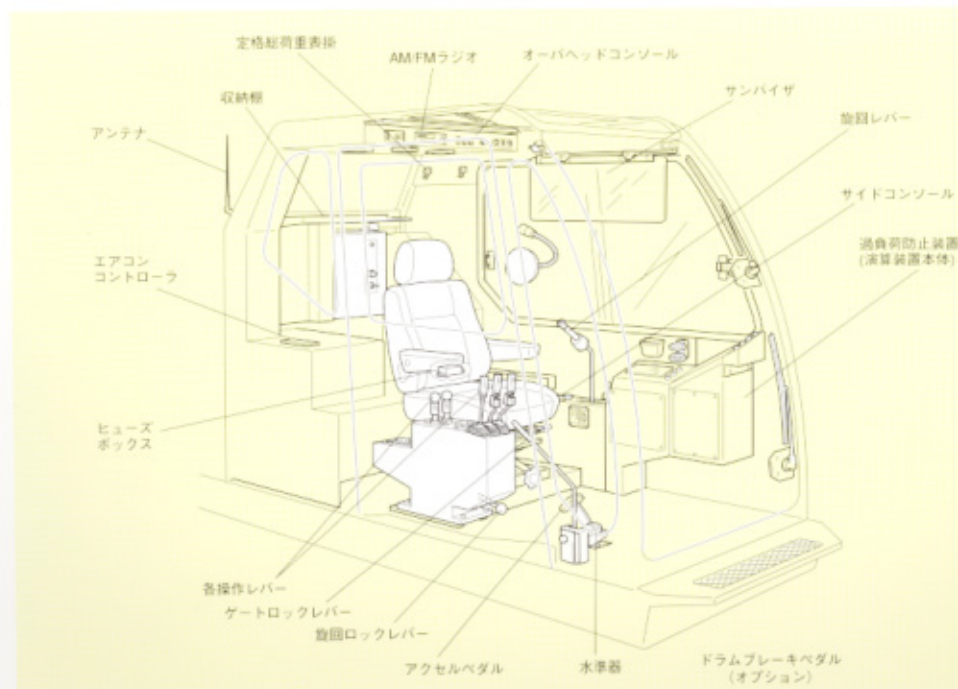 定格総荷重表掛
AM/FMラジオ
オーバヘッドコンソール
収納棚
サンバイザ
アンテナ
旋回レバー
サイドコンソール
過負荷防止装置
(演算装置本体)
エアコン
コントローラ
ヒューズ
ボックス
各操作レバー
ゲートロックレバー
旋回ロックレバー
アクセルペダル
水準器
ドラムブレーキペダル
(オプション)